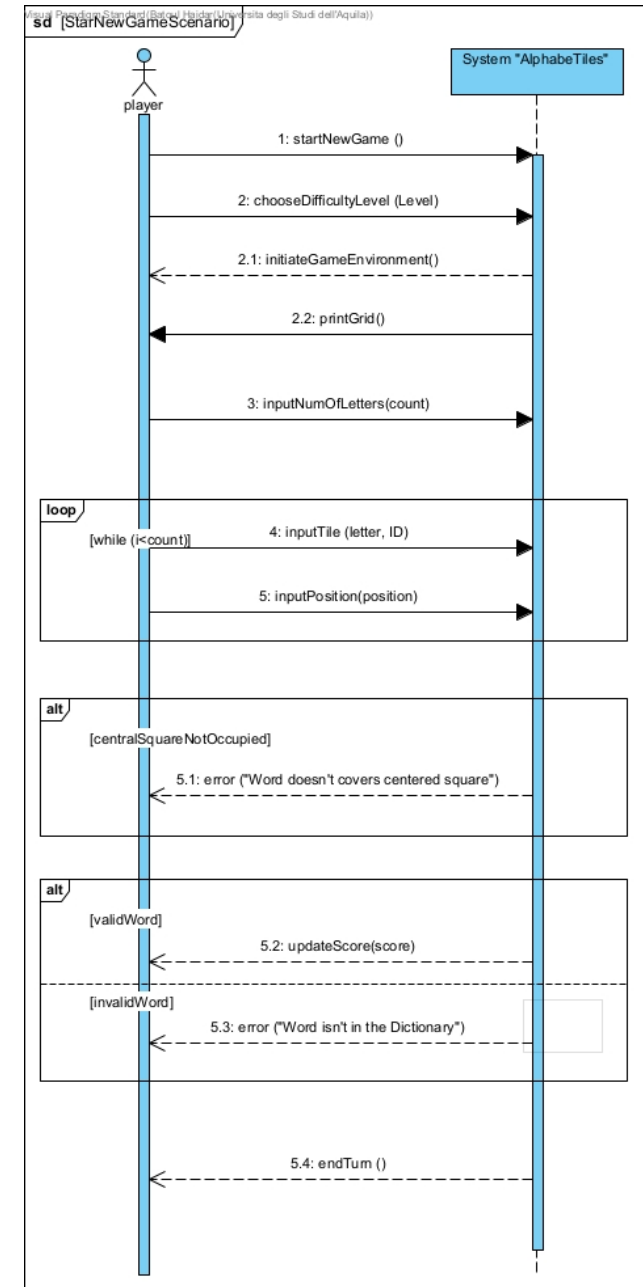 Visual Paradigm Standard(Batoul Haidar(Universita degli Studi dell'Aquila))
sd [StarNewGameScenario]
player
System "AlphabeTiles"
1: startNewGame ()
2: chooseDifficultyLevel (Level)
2.1: initiateGameEnvironment()
2.2: printGrid()
3: inputNumOfLetters(count)
loop
[while (i<count)]
4: inputTile (letter, ID)
5: inputPosition(position)
alt
[centralSquareNotOccupied]
5.1: error ("Word doesn't covers centered square")
alt
[validWord]
5.2: updateScore(score)
[invalidWord]
5.3: error ("Word isn't in the Dictionary")
5.4: endTurn ()